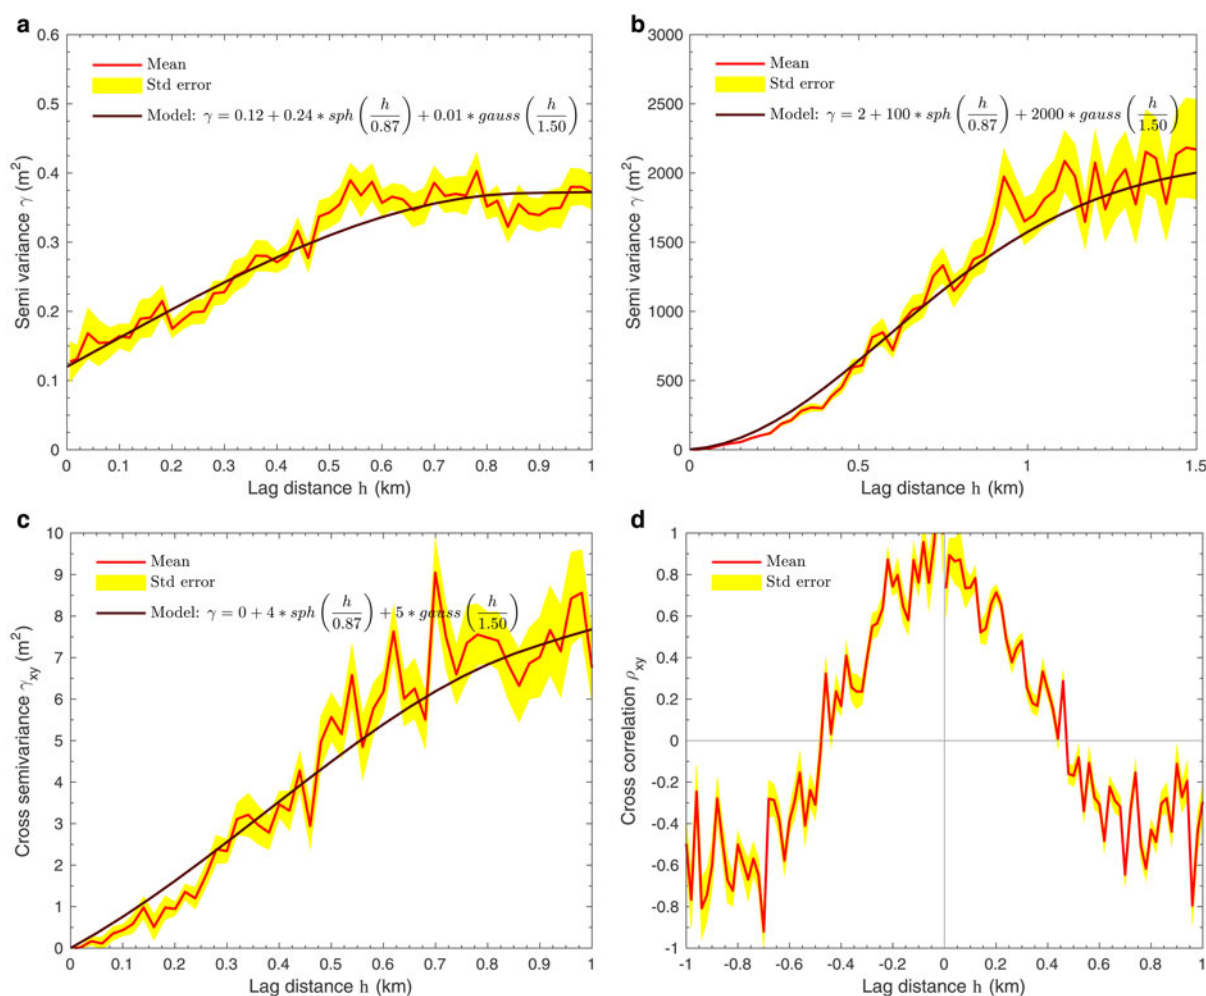 a
0.6
0.5
0.4
0.3
0.2
0.1
0
Semi variance γ (m²)
Mean
Std error
Model: γ = 0.12 + 0.24 * sph (h/0.87) + 0.01 * gauss (h/1.50)
0 0.1 0.2 0.3 0.4 0.5 0.6 0.7 0.8 0.9 1
Lag distance h (km)
b
3000
2500
2000
1500
1000
500
0
Semi variance γ (m²)
Mean
Std error
Model: γ = 2 + 100 * sph (h/0.87) + 2000 * gauss (h/1.50)
0 0.5 1 1.5
Lag distance h (km)
c
10
9
8
7
6
5
4
3
2
1
0
Cross semivariance γxy (m²)
Mean
Std error
Model: γ = 0 + 4 * sph (h/0.87) + 5 * gauss (h/1.50)
0 0.1 0.2 0.3 0.4 0.5 0.6 0.7 0.8 0.9 1
Lag distance h (km)
d
1
0.8
0.6
0.4
0.2
0
-0.2
-0.4
-0.6
-0.8
-1
Cross correlation ρxy
Mean
Std error
-1 -0.8 -0.6 -0.4 -0.2 0 0.2 0.4 0.6 0.8 1
Lag distance h (km)